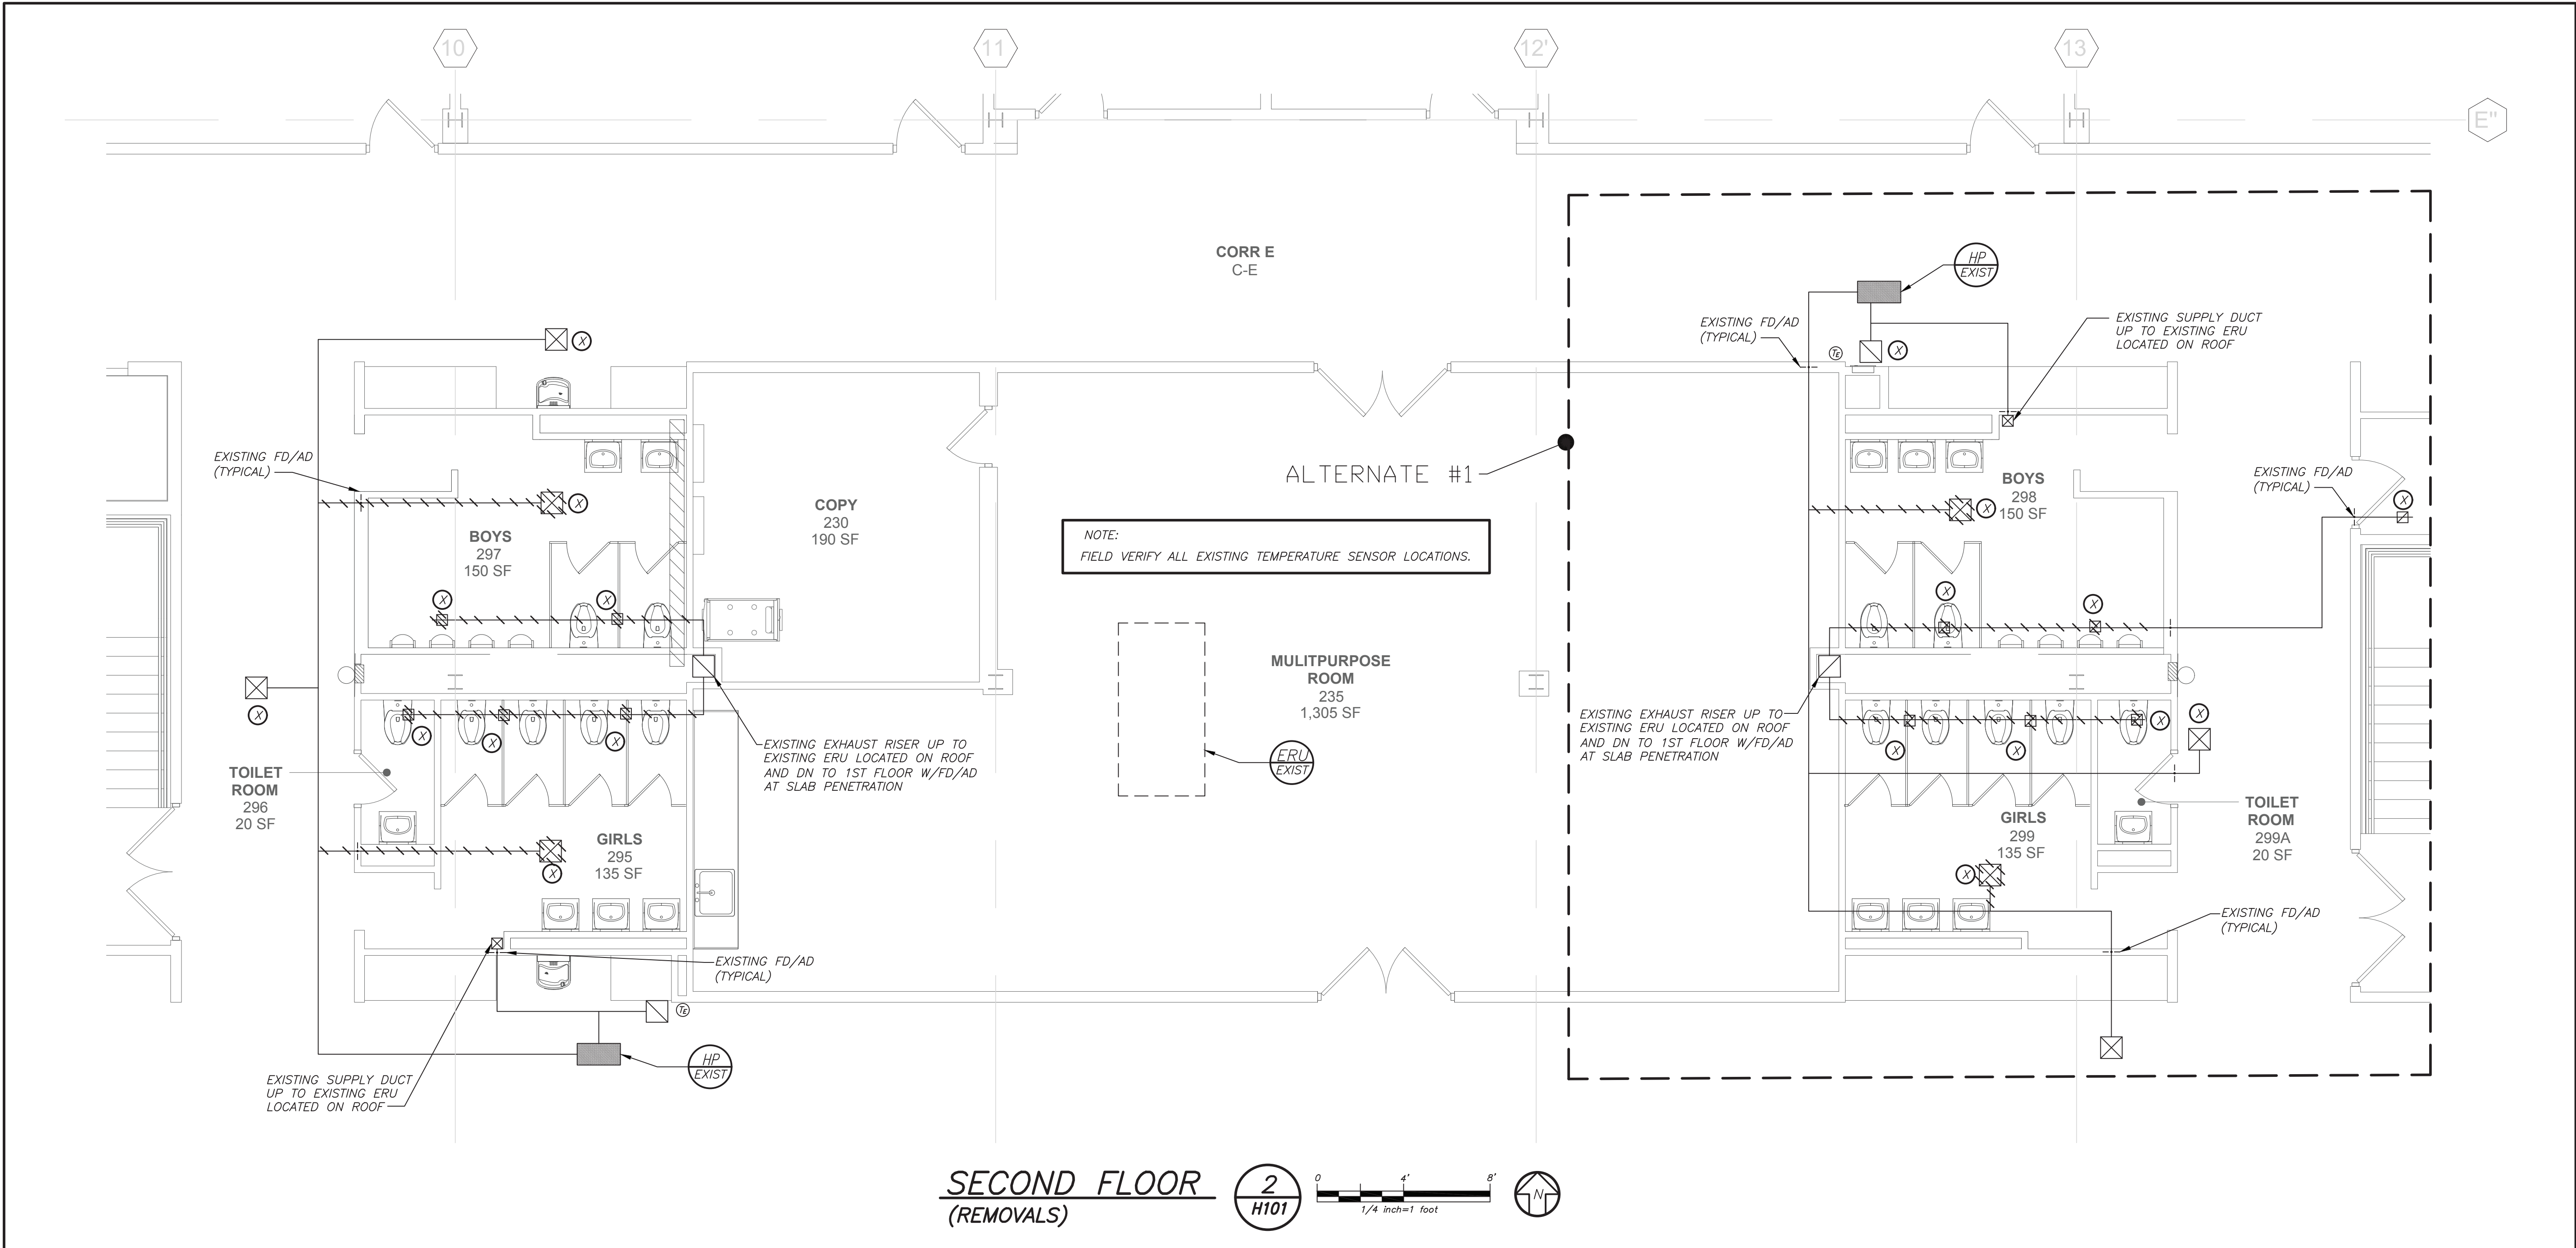 10
11
12'
13
E"
CORR E
C-E
HP
EXIST
EXISTING FD/AD
(TYPICAL)
EXISTING SUPPLY DUCT
UP TO EXISTING ERU
LOCATED ON ROOF
X
TE
X
EXISTING FD/AD
(TYPICAL)
X
BOYS
297
150 SF
X
X
COPY
230
190 SF
ALTERNATE #1
NOTE:
FIELD VERIFY ALL EXISTING TEMPERATURE SENSOR LOCATIONS.
BOYS
298
150 SF
X
EXISTING FD/AD
(TYPICAL)
X
X
X
MULITPURPOSE
ROOM
235
1,305 SF
X
X
X
X
EXISTING EXHAUST RISER UP TO
EXISTING ERU LOCATED ON ROOF
AND DN TO 1ST FLOOR W/FD/AD
AT SLAB PENETRATION
ERU
EXIST
EXISTING EXHAUST RISER UP TO
EXISTING ERU LOCATED ON ROOF
AND DN TO 1ST FLOOR W/FD/AD
AT SLAB PENETRATION
X
X
X
X
TOILET
ROOM
296
20 SF
GIRLS
295
135 SF
X
GIRLS
299
135 SF
X
TOILET
ROOM
299A
20 SF
EXISTING FD/AD
(TYPICAL)
EXISTING FD/AD
(TYPICAL)
TE
HP
EXIST
EXISTING SUPPLY DUCT
UP TO EXISTING ERU
LOCATED ON ROOF
SECOND FLOOR
(REMOVALS)
2
H101
0 4' 8'
1/4 inch=1 foot
N